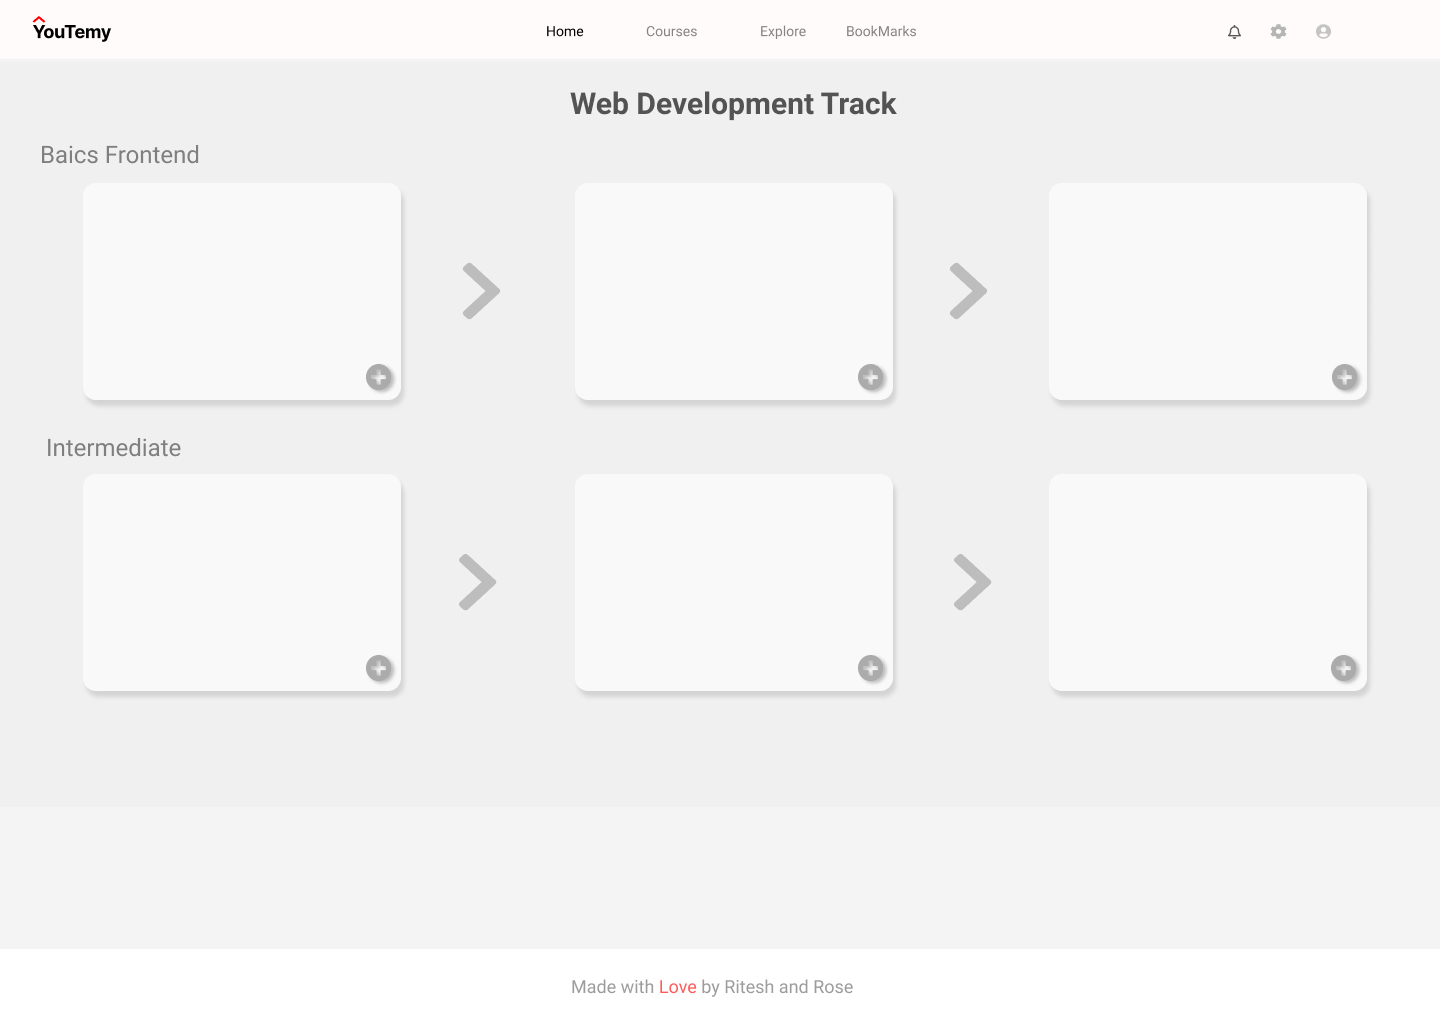 YouTemy
Home Courses Explore BookMarks
Web Development Track
Baics Frontend
Intermediate
Made with Love by Ritesh and Rose